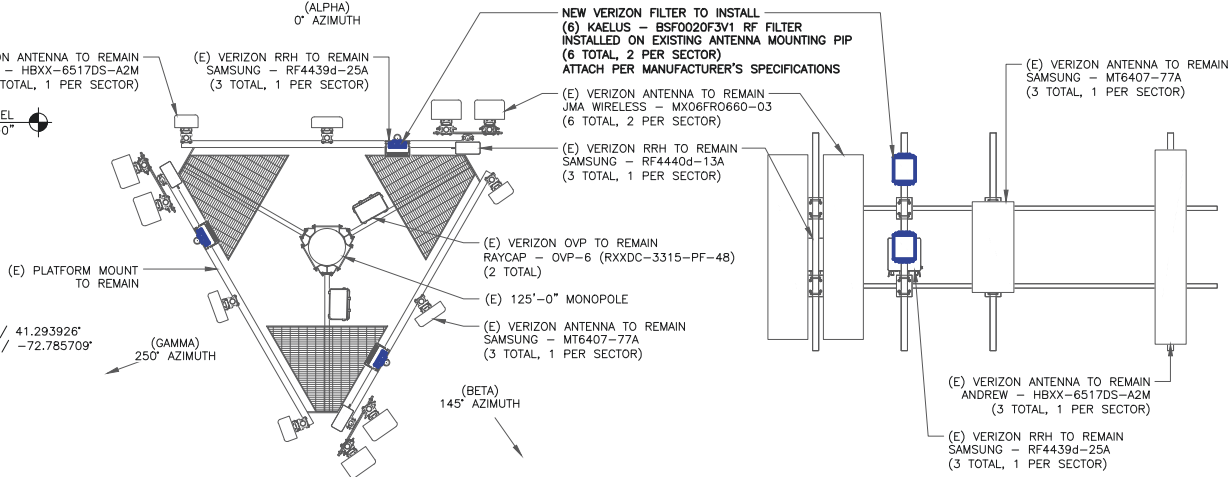 (ALPHA)
0° AZIMUTH
ANTENNA TO REMAIN
- HBXX-6517DS-A2M
TOTAL, 1 PER SECTOR)
(E) VERIZON RRH TO REMAIN
SAMSUNG - RF4439d-25A
(3 TOTAL, 1 PER SECTOR)
NEW VERIZON FILTER TO INSTALL
(6) KAELUS - BSF0020F3V1 RF FILTER
INSTALLED ON EXISTING ANTENNA MOUNTING PIP
(6 TOTAL, 2 PER SECTOR)
ATTACH PER MANUFACTURER'S SPECIFICATIONS
(E) VERIZON ANTENNA TO REMAIN
SAMSUNG - MT6407-77A
(3 TOTAL, 1 PER SECTOR)
(E) VERIZON ANTENNA TO REMAIN
JMA WIRELESS - MX06FRO660-03
(6 TOTAL, 2 PER SECTOR)
(E) VERIZON RRH TO REMAIN
SAMSUNG - RF4440d-13A
(3 TOTAL, 1 PER SECTOR)
(E) VERIZON OVP TO REMAIN
RAYCAP - OVP-6 (RXXDC-3315-PF-48)
(2 TOTAL)
(E) PLATFORM MOUNT
TO REMAIN
(E) 125'-0" MONOPOLE
(E) VERIZON ANTENNA TO REMAIN
SAMSUNG - MT6407-77A
(3 TOTAL, 1 PER SECTOR)
/ 41.293926°
/ -72.785709°
(GAMMA)
250° AZIMUTH
(BETA)
145° AZIMUTH
(E) VERIZON ANTENNA TO REMAIN
ANDREW - HBXX-6517DS-A2M
(3 TOTAL, 1 PER SECTOR)
(E) VERIZON RRH TO REMAIN
SAMSUNG - RF4439d-25A
(3 TOTAL, 1 PER SECTOR)